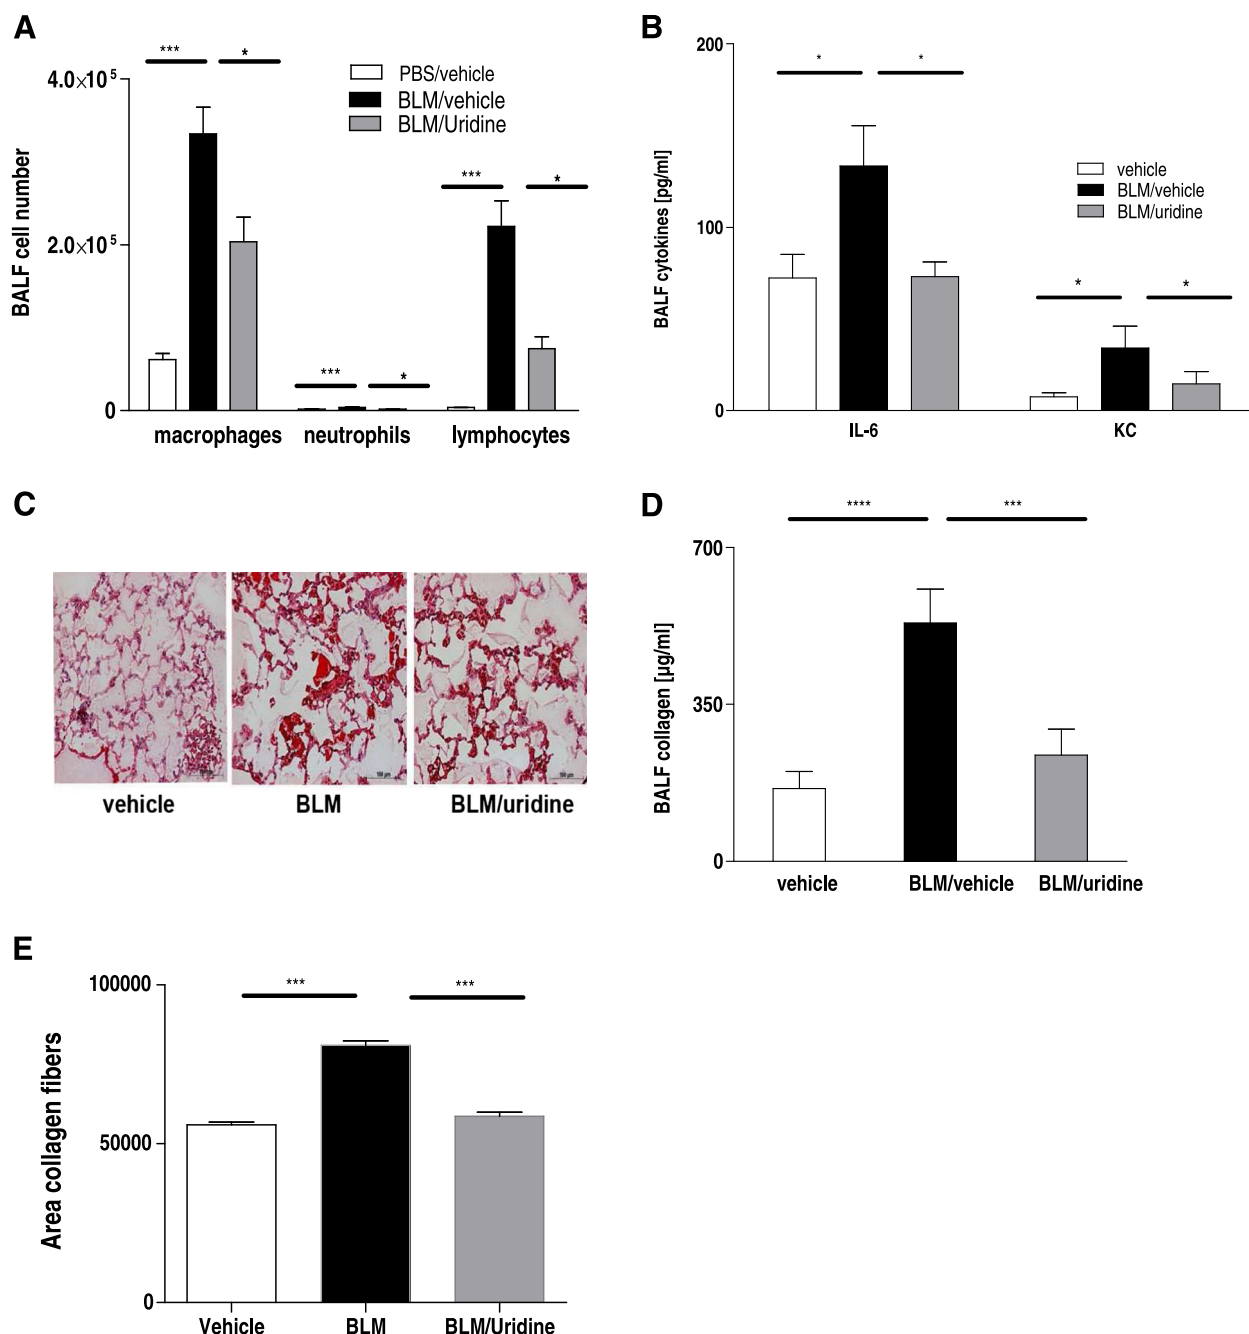 A
***
*
4.0×10⁵
2.0×10⁵
0
BALF cell number
PBS/vehicle
BLM/vehicle
BLM/Uridine
***
*
***
*
macrophages
neutrophils
lymphocytes
B
200
100
0
BALF cytokines [pg/ml]
*
*
vehicle
BLM/vehicle
BLM/uridine
*
*
IL-6
KC
C
vehicle
BLM
BLM/uridine
D
****
***
700
350
0
BALF collagen [µg/ml]
vehicle
BLM/vehicle
BLM/uridine
E
100000
50000
0
Area collagen fibers
***
***
Vehicle
BLM
BLM/Uridine